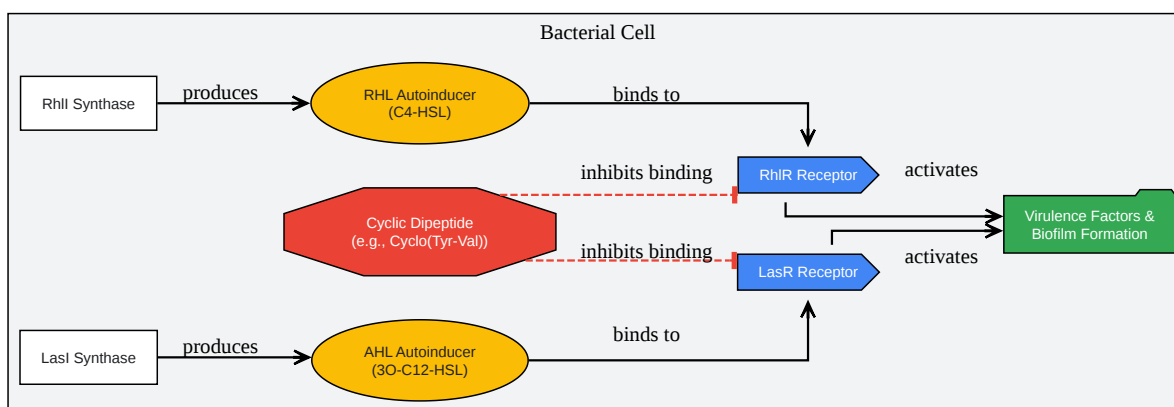 Bacterial Cell
RhlI Synthase
produces
RHL Autoinducer
(C4-HSL)
binds to
RhlR Receptor
activates
inhibits binding
Cyclic Dipeptide
(e.g., Cyclo(Tyr-Val))
inhibits binding
Virulence Factors &
Biofilm Formation
LasR Receptor
activates
LasI Synthase
produces
AHL Autoinducer
(3O-C12-HSL)
binds to